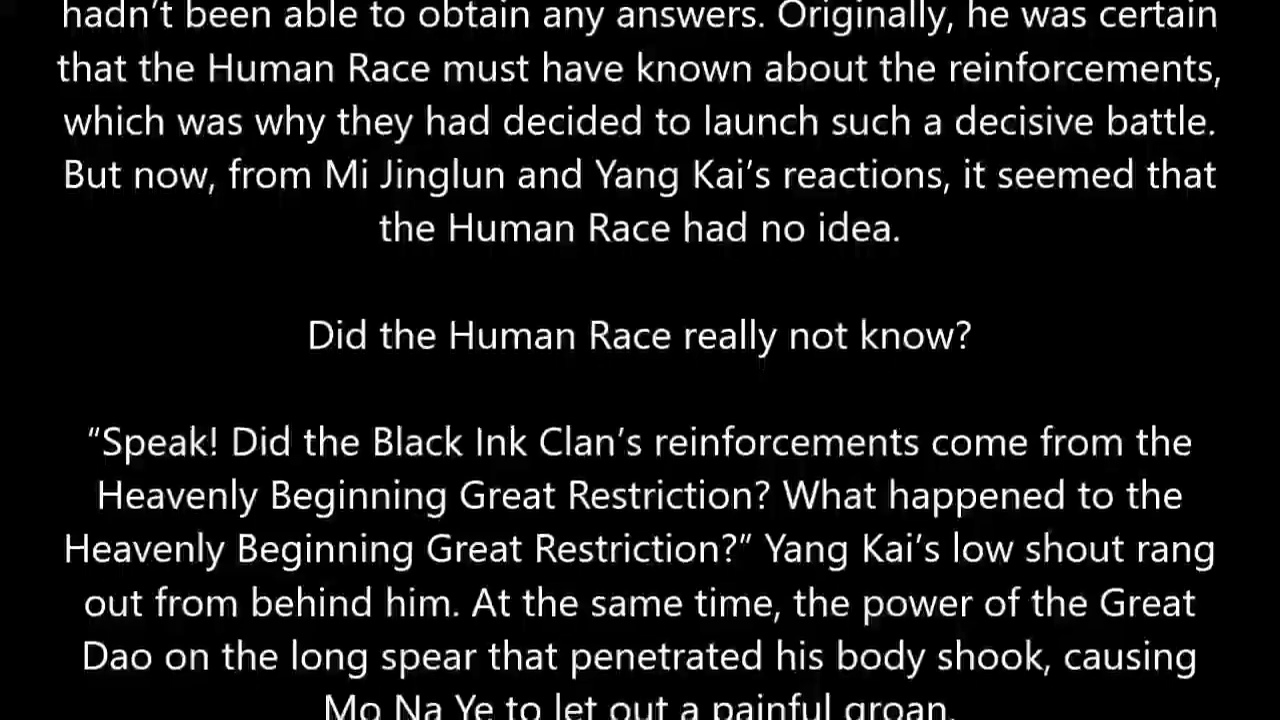 hadn’t been able to obtain any answers. Originally, he was certain
that the Human Race must have known about the reinforcements,
which was why they had decided to launch such a decisive battle.
But now, from Mi Jinglun and Yang Kai’s reactions, it seemed that
the Human Race had no idea.
Did the Human Race really not know?
“Speak! Did the Black Ink Clan’s reinforcements come from the
Heavenly Beginning Great Restriction? What happened to the
Heavenly Beginning Great Restriction?” Yang Kai’s low shout rang
out from behind him. At the same time, the power of the Great
Dao on the long spear that penetrated his body shook, causing
Mo Na Ye to let out a painful groan.